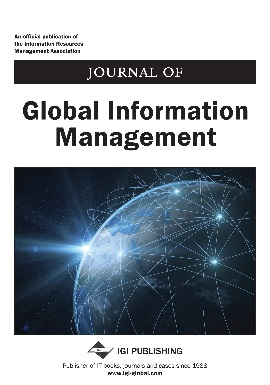 An official publication of
the Information Resources
Management Association
JOURNAL OF
Global Information
Management
IGI PUBLISHING
Publisher of IT books, journals and cases since 1988
www.igi-global.com